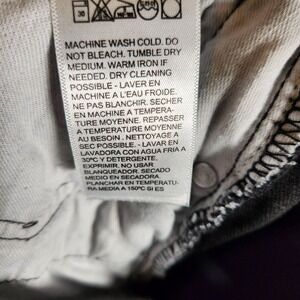 30
MACHINE WASH COLD. DO
NOT BLEACH. TUMBLE DRY
MEDIUM. WARM IRON IF
NEEDED. DRY CLEANING
POSSIBLE - LAVER EN
MACHINE A L'EAU FROIDE.
NE PAS BLANCHIR. SECHER
EN MACHINE A TEMPERA-
TURE MOYENNE. REPASSER
A TEMPERATURE MOYENNE
AU BESOIN. NETTOYAGE A
SEC POSSIBLE. - LAVAR EN
LAVADORA CON AGUA FRIA A
30ºC Y DETERGENTE.
EXPRIMIR. NO USAR
BLANQUEADOR. SECADO
MEDIO EN SECADORA
PLANCHAR EN TEMPERATU-
RA MEDIA A 150ºC SI ES